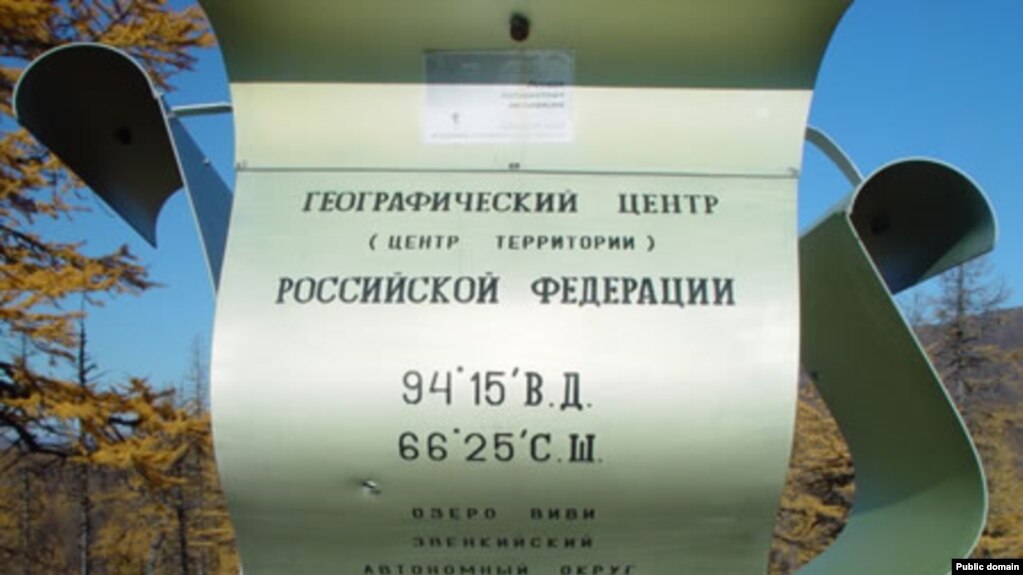 ГЕОГРАФИЧЕСКИЙ ЦЕНТР
( ЦЕНТР ТЕРРИТОРИИ )
РОССИЙСКОЙ ФЕДЕРАЦИИ
94°15′В.Д.
66°25′С.Ш.
ОЗЕРО ВИВИ
ЭВЕНКИЙСКИЙ
АВТОНОМНЫЙ ОКРУГ
Public domain